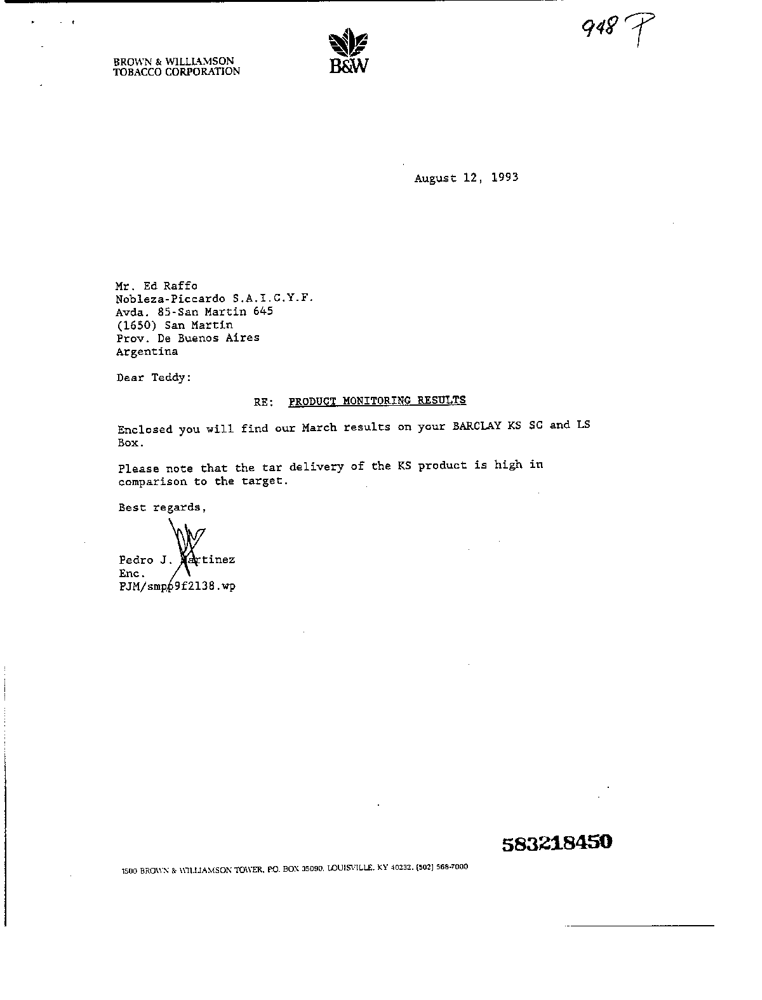 948 P
BROWN & WILLIAMSON
TOBACCO CORPORATION
B&W
August 12, 1993
Mr. Ed Raffo
Nobleza-Piccardo S.A.I.C.Y.F.
Avda. 85-San Martin 645
(1650) San Martin
Prov. De Buenos Aires
Argentina
Dear Teddy:
RE: PRODUCT MONITORING RESULTS
Enclosed you will find our March results on your BARCLAY KS SC and LS
Box.
Please note that the tar delivery of the KS product is high in
comparison to the target.
Best regards,
Pedro J. Martinez
Enc.
PJM/smpp9f2138.wp
583218450
1500 BROWN & WILLIAMSON TOWER, P.O. BOX 35090, LOUISVILLE, KY 40232, (502) 568-7000